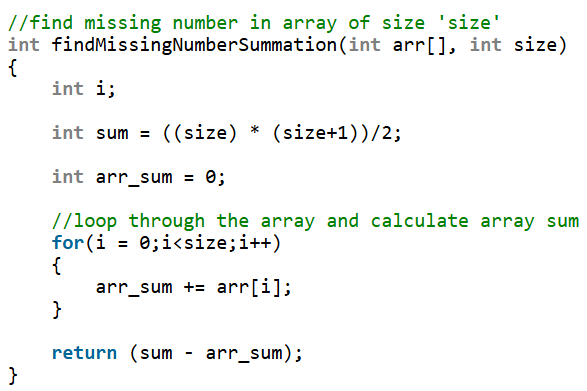 //find missing number in array of size 'size'
int findMissingNumberSummation(int arr[], int size)
{
    int i;
    int sum = ((size) * (size+1))/2;
    int arr_sum = 0;
    //loop through the array and calculate array sum
    for(i = 0;i<size;i++)
    {
        arr_sum += arr[i];
    }
    return (sum - arr_sum);
}